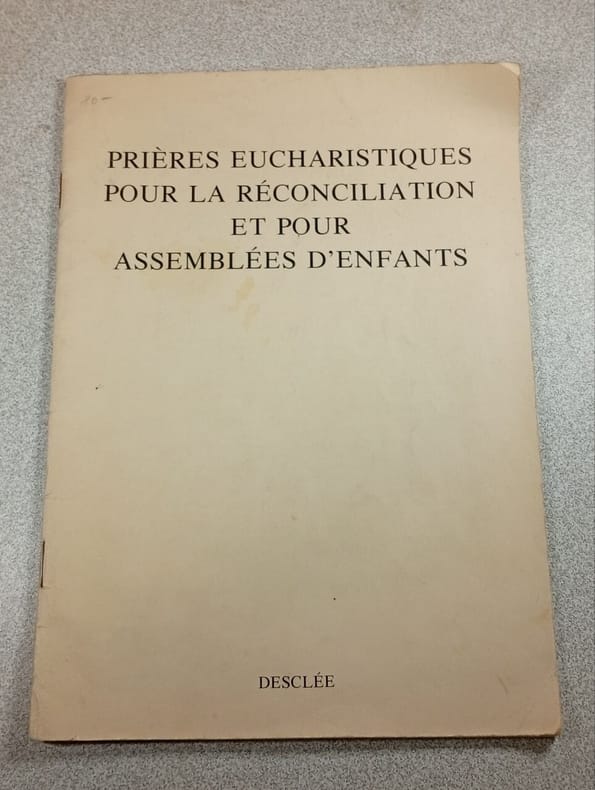 PRIÈRES EUCHARISTIQUES
POUR LA RÉCONCILIATION
ET POUR
ASSEMBLÉES D'ENFANTS
DESCLÉE